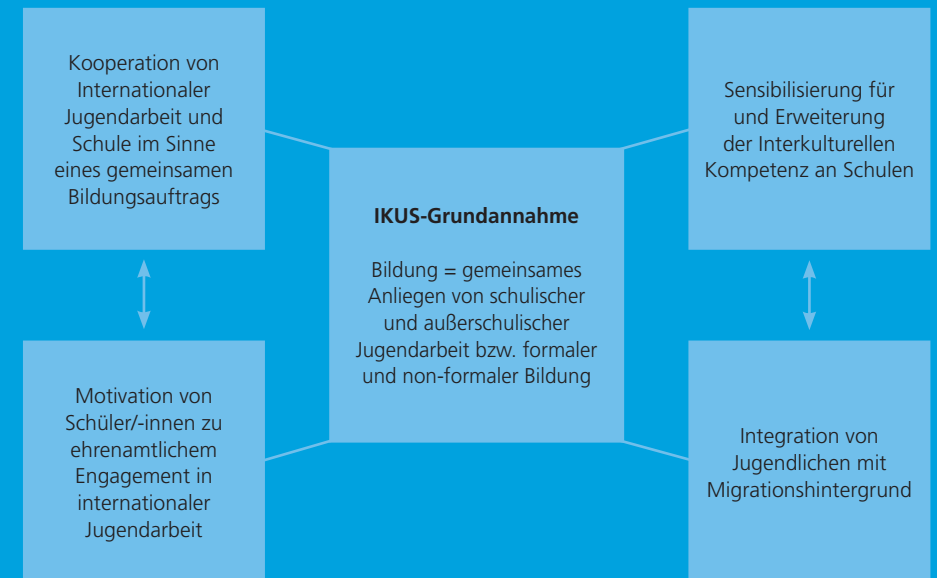 Kooperation von
Internationaler
Jugendarbeit und
Schule im Sinne
eines gemeinsamen
Bildungsauftrags
Sensibilisierung für
und Erweiterung
der Interkulturellen
Kompetenz an Schulen
IKUS-Grundannahme
Bildung = gemeinsames
Anliegen von schulischer
und außerschulischer
Jugendarbeit bzw. formaler
und non-formaler Bildung
Motivation von
Schüler/-innen zu
ehrenamtlichem
Engagement in
internationaler
Jugendarbeit
Integration von
Jugendlichen mit
Migrationshintergrund